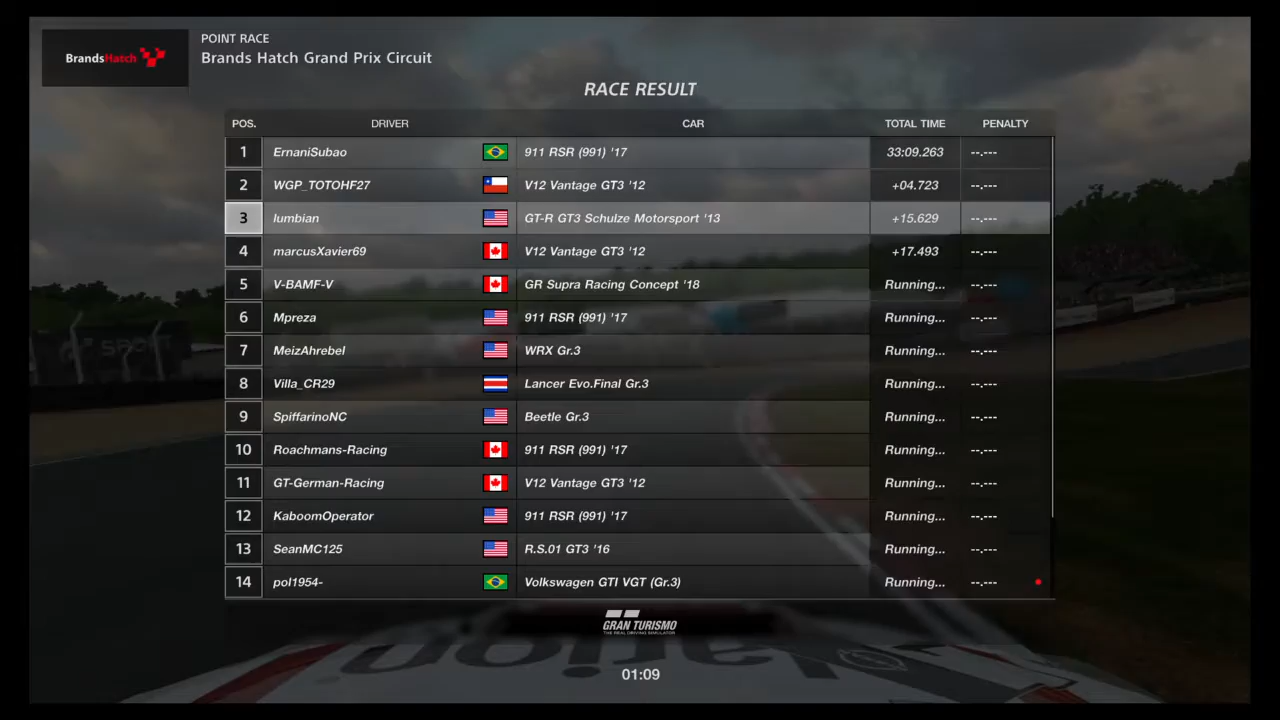 BrandsHatch
POINT RACE
Brands Hatch Grand Prix Circuit
RACE RESULT
POS. DRIVER CAR TOTAL TIME PENALTY
1 ErnaniSubao 911 RSR (991) '17 33:09.263 --.---
2 WGP_TOTOHF27 V12 Vantage GT3 '12 +04.723 --.---
3 lumbian GT-R GT3 Schulze Motorsport '13 +15.629 --.---
4 marcusXavier69 V12 Vantage GT3 '12 +17.493 --.---
5 V-BAMF-V GR Supra Racing Concept '18 Running... --.---
6 Mpreza 911 RSR (991) '17 Running... --.---
7 MeizAhrebel WRX Gr.3 Running... --.---
8 Villa_CR29 Lancer Evo.Final Gr.3 Running... --.---
9 SpiffarinoNC Beetle Gr.3 Running... --.---
10 Roachmans-Racing 911 RSR (991) '17 Running... --.---
11 GT-German-Racing V12 Vantage GT3 '12 Running... --.---
12 KaboomOperator 911 RSR (991) '17 Running... --.---
13 SeanMC125 R.S.01 GT3 '16 Running... --.---
14 pol1954- Volkswagen GTI VGT (Gr.3) Running... --.---
GRAN TURISMO
THE REAL DRIVING SIMULATOR
01:09